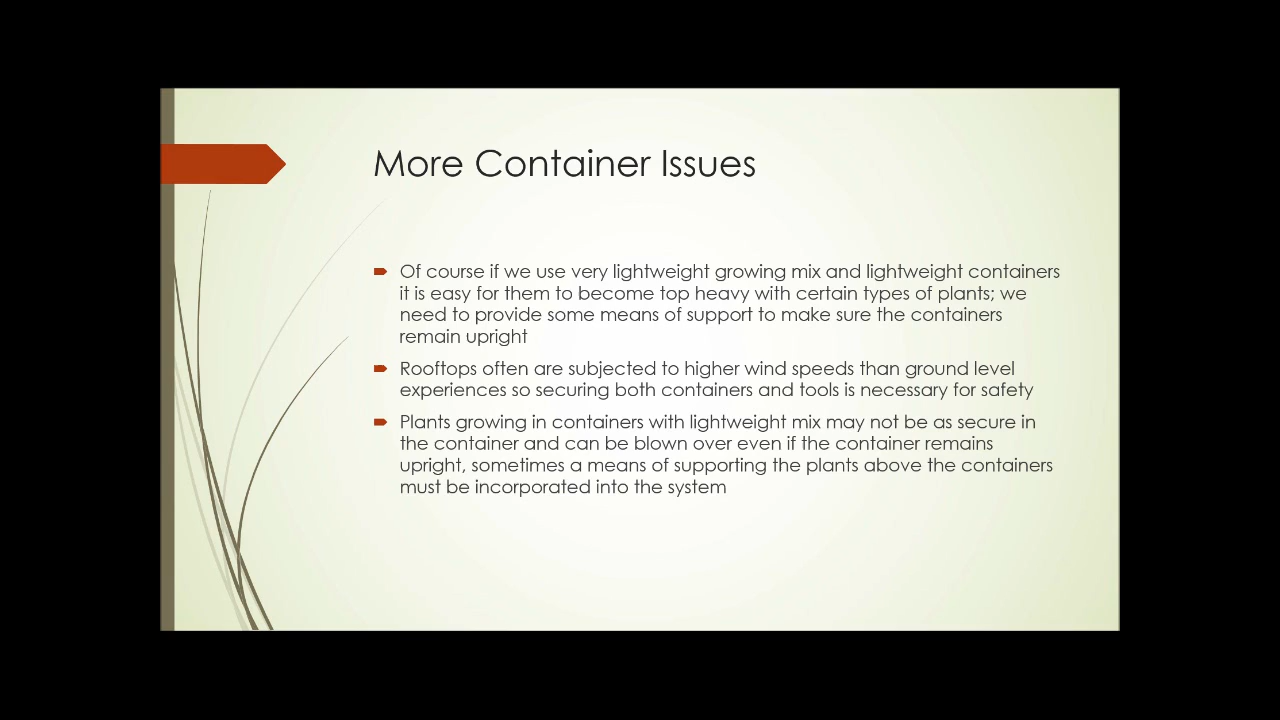 More Container Issues
Of course if we use very lightweight growing mix and lightweight containers
it is easy for them to become top heavy with certain types of plants; we
need to provide some means of support to make sure the containers
remain upright
Rooftops often are subjected to higher wind speeds than ground level
experiences so securing both containers and tools is necessary for safety
Plants growing in containers with lightweight mix may not be as secure in
the container and can be blown over even if the container remains
upright, sometimes a means of supporting the plants above the containers
must be incorporated into the system